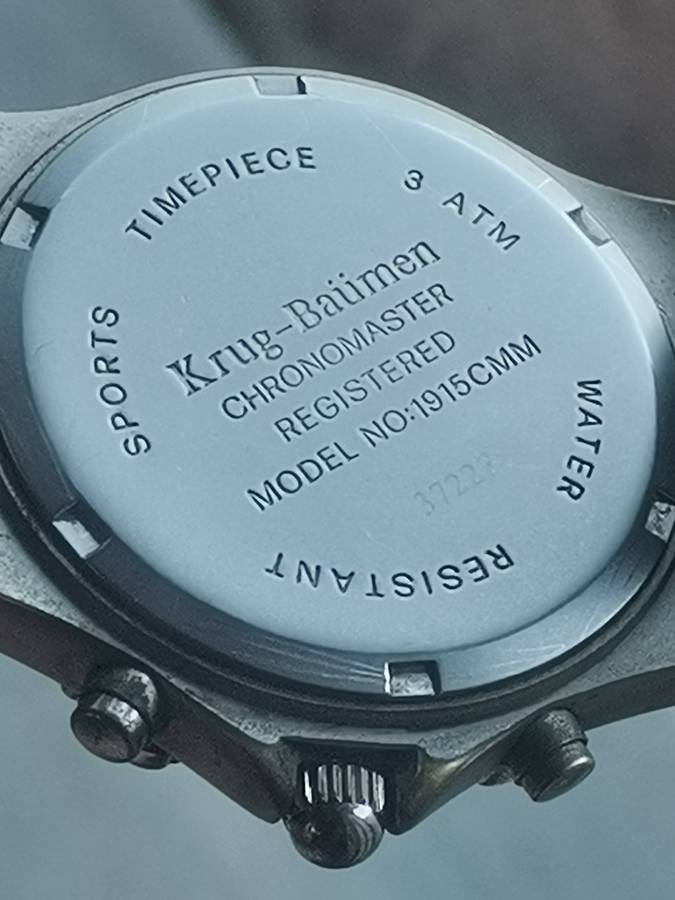 SPORTS TIMEPIECE 3 ATM WATER RESISTANT
Krug-Baümen
CHRONOMASTER
REGISTERED
MODEL NO:1915CMM